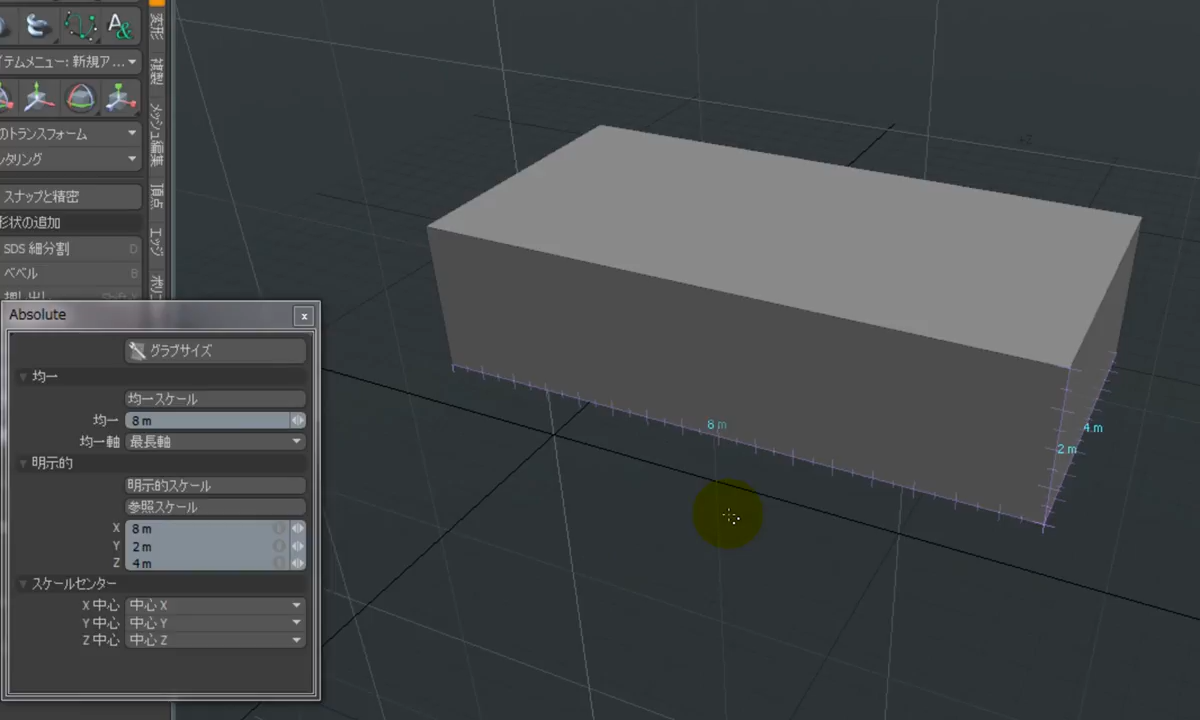 テムメニュー: 新規ア...
のトランスフォーム
ンタリング
スナップと精密
形状の追加
SDS 細分割 D
ベベル B
変形
複製
メッシュ編集
頂点
エッジ
Absolute
x
グラブサイズ
均一
均一スケール
均一 8 m
均一軸 最長軸
明示的
明示的スケール
参照スケール
X 8 m
Y 2 m
Z 4 m
スケールセンター
X 中心 中心 X
Y 中心 中心 Y
Z 中心 中心 Z
+2
8 m
4 m
2 m